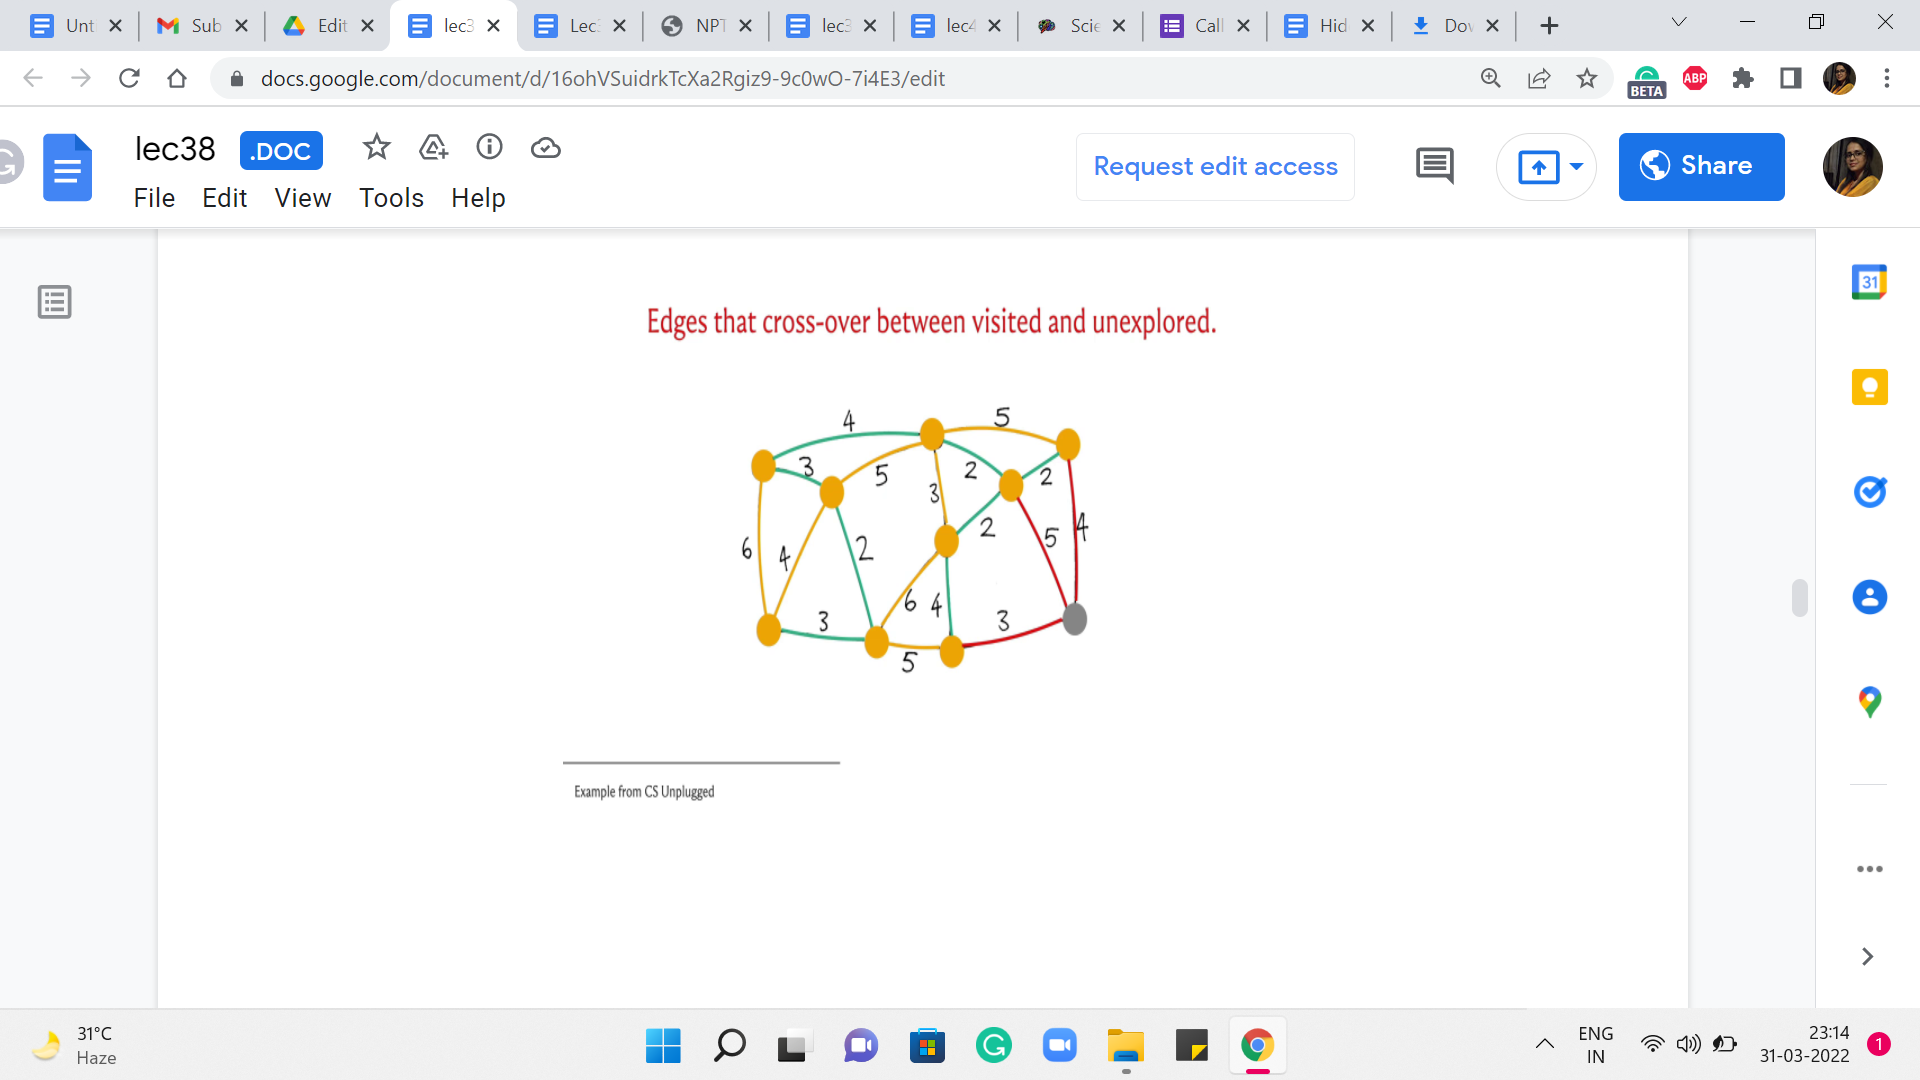 Unt
Sub
Edit
lec3
Lec
NPT
lec3
lec4
Scie
Call
Hid
Dov
docs.google.com/document/d/16ohVSuidrkTcXa2Rgiz9-9c0wO-7i4E3/edit
BETA
ABP
lec38
.DOC
File Edit View Tools Help
Request edit access
Share
31
Edges that cross-over between visited and unexplored.
4
5
3
5
3
2
2
6
4
2
2
5
4
3
6
4
3
5
Example from CS Unplugged
31°C
Haze
ENG
IN
23:14
31-03-2022
1